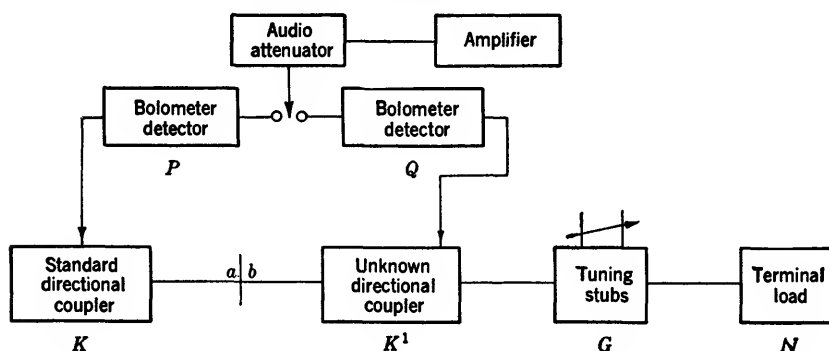 Audio
attenuator
Amplifier
Bolometer
detector
P
Bolometer
detector
Q
Standard
directional
coupler
K
a b
Unknown
directional
coupler
K¹
Tuning
stubs
G
Terminal
load
N